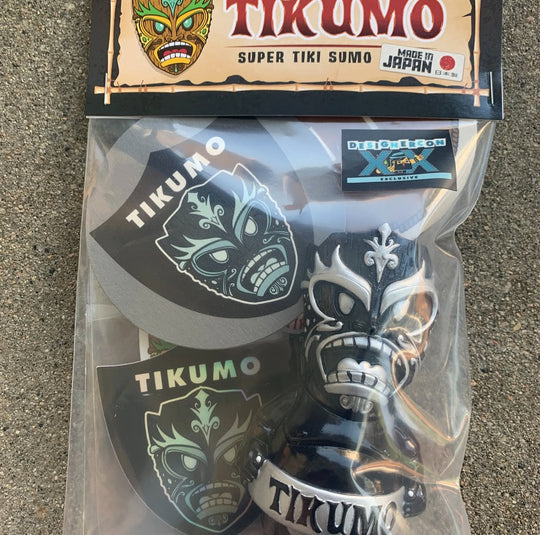 TIKUMO
SUPER TIKI SUMO
MADE IN
JAPAN
日本製
DESIGNERCON
EXCLUSIVE
TIKUMO
TIKUMO
TIKUMO